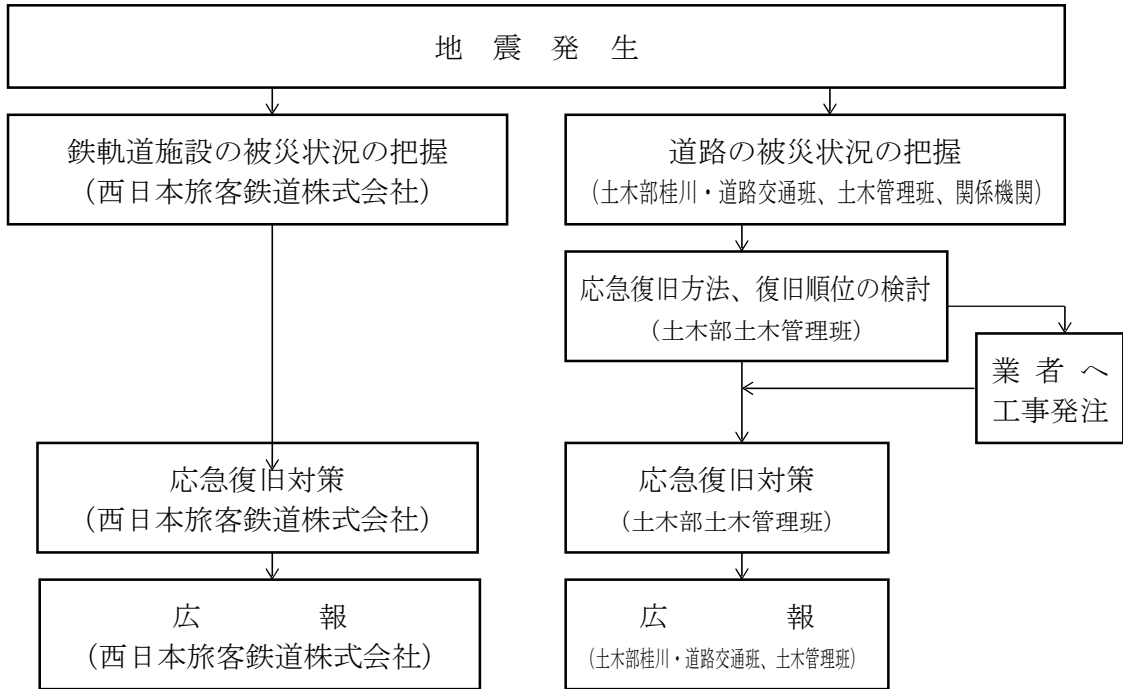 地　震　発　生
鉄軌道施設の被災状況の把握
（西日本旅客鉄道株式会社）
道路の被災状況の把握
（土木部桂川・道路交通班、土木管理班、関係機関）
応急復旧方法、復旧順位の検討
（土木部土木管理班）
業 者 へ
工事発注
応急復旧対策
（西日本旅客鉄道株式会社）
応急復旧対策
（土木部土木管理班）
広　　　　報
（西日本旅客鉄道株式会社）
広　　　　報
（土木部桂川・道路交通班、土木管理班）